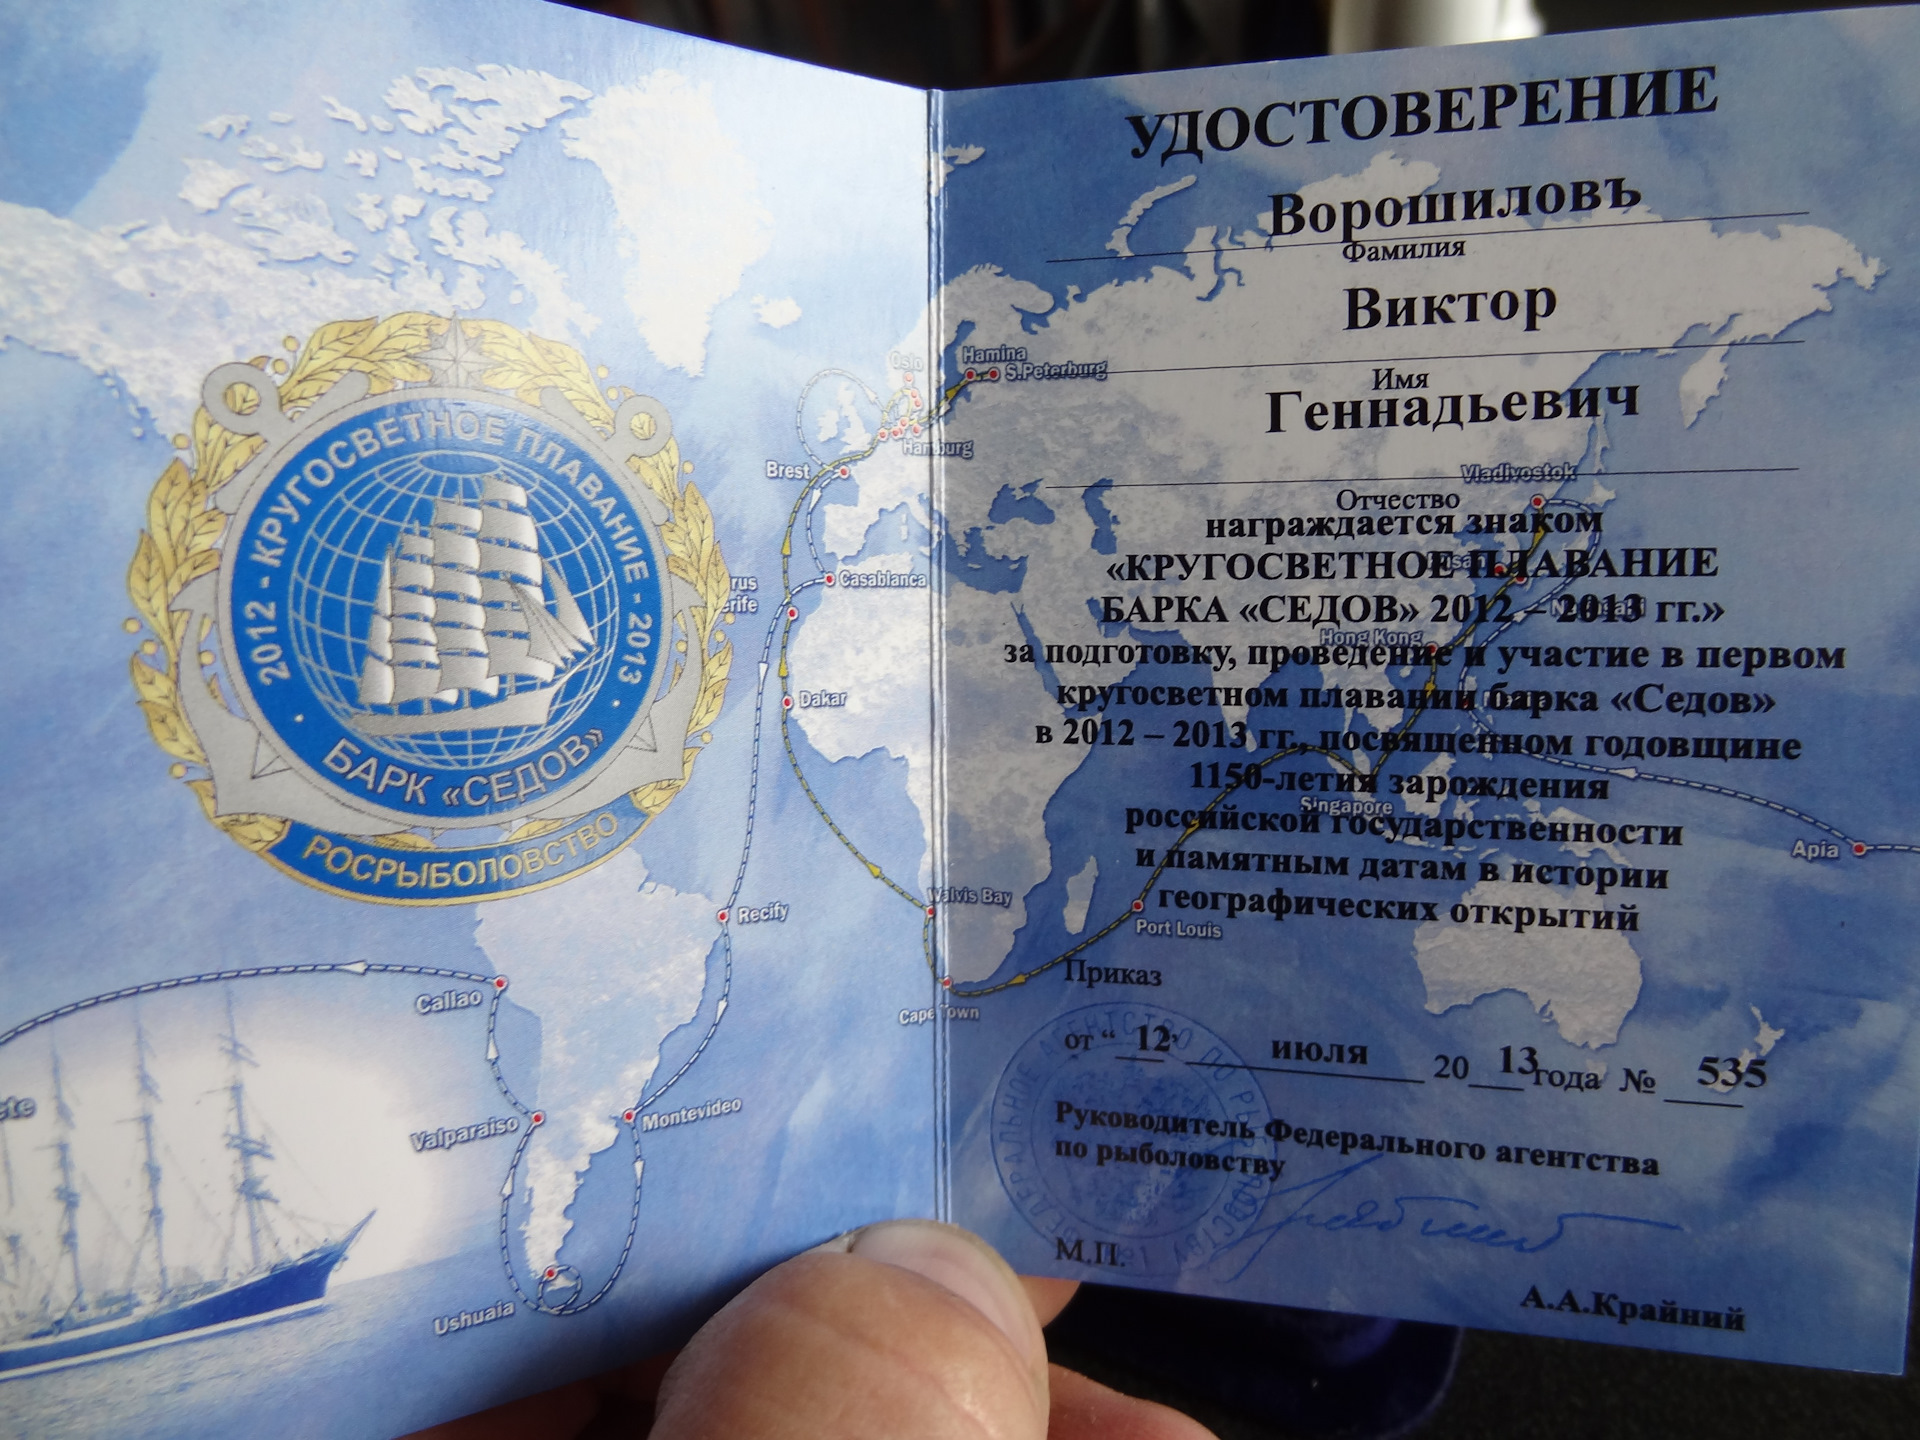 2012 - КРУГОСВЕТНОЕ ПЛАВАНИЕ - 2013
БАРК «СЕДОВ»
РОСРЫБОЛОВСТВО
Oslo
Hamina
S.Peterburg
Hamburg
Brest
Casablanca
Dakar
Recify
Walvis Bay
Cape Town
Callao
Valparaiso
Montevideo
Ushuaia
УДОСТОВЕРЕНИЕ
Ворошиловъ
Фамилия
Виктор
Имя
Геннадьевич
Отчество
Vladivostok
награждается знаком
«КРУГОСВЕТНОЕ ПЛАВАНИЕ
БАРКА «СЕДОВ» 2012 – 2013 гг.»
Hong Kong
за подготовку, проведение и участие в первом
кругосветном плавании барка «Седов»
в 2012 – 2013 гг., посвященном годовщине
1150-летия зарождения
Singapore
российской государственности
Apia
и памятным датам в истории
географических открытий
Port Louis
Приказ
от “ 12” июля 20 13 года № 535
Руководитель Федерального агентства
по рыболовству
М.П.
А.А.Крайний
ФЕДЕРАЛЬНОЕ АГЕНТСТВО ПО РЫБОЛОВСТВУ